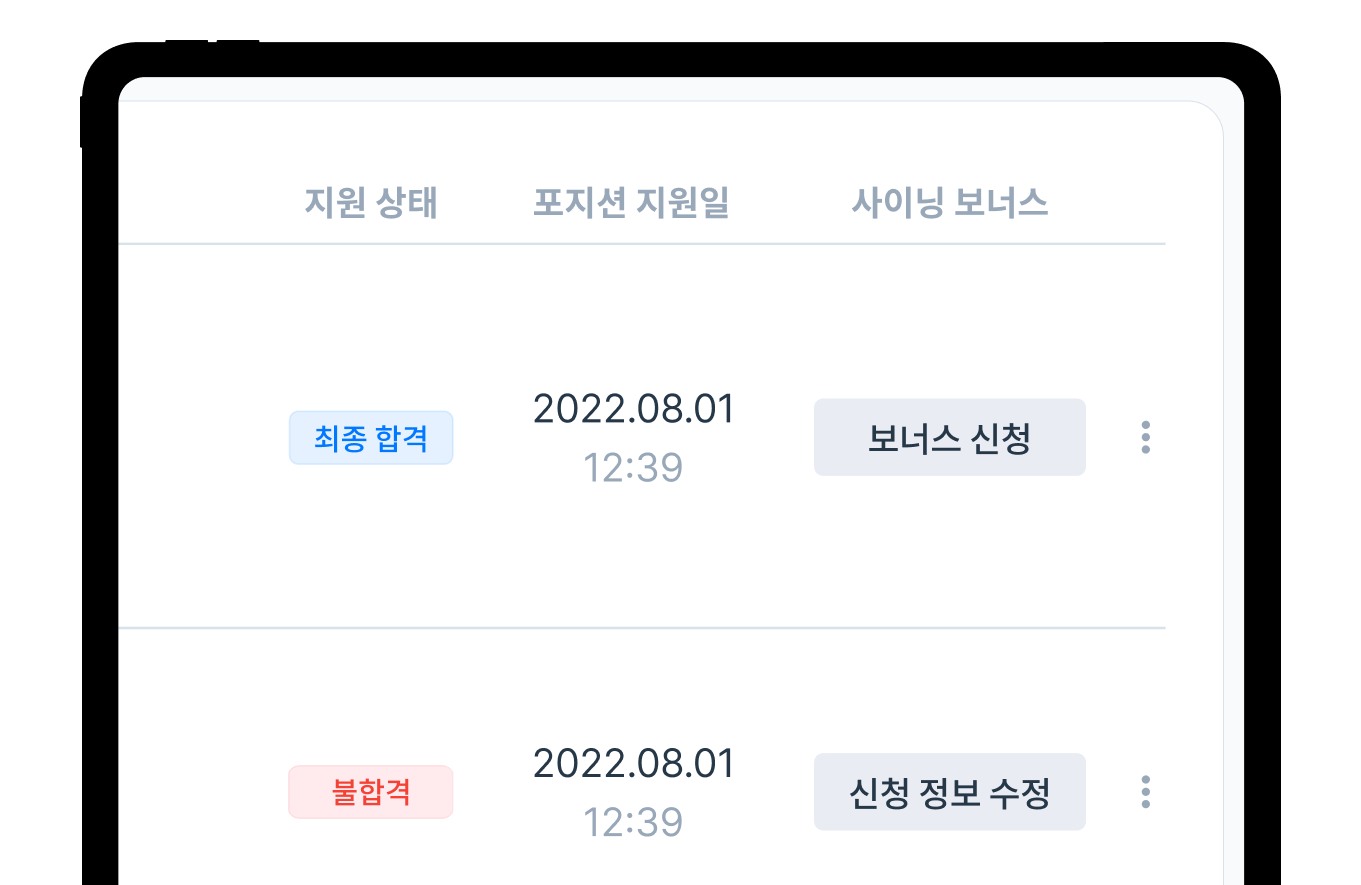 지원 상태 포지션 지원일 사이닝 보너스
최종 합격 2022.08.01 12:39 보너스 신청
불합격 2022.08.01 12:39 신청 정보 수정